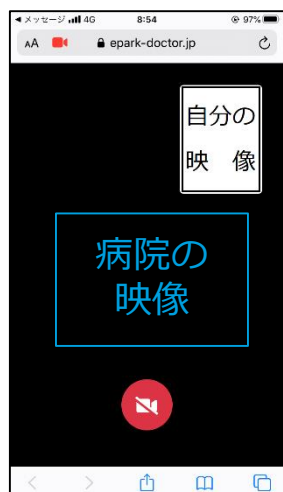 ◀メッセージ 4G 8:54 97%
AA epark-doctor.jp
自分の
映 像
病院の
映像